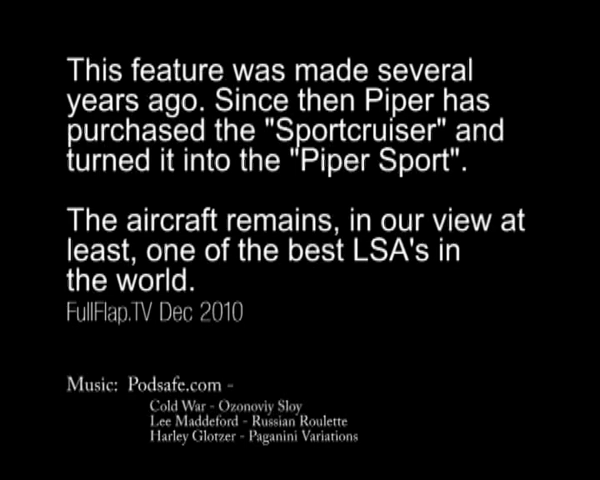 This feature was made several
years ago. Since then Piper has
purchased the "Sportcruiser" and
turned it into the "Piper Sport".
The aircraft remains, in our view at
least, one of the best LSA's in
the world.
FullFlap.TV Dec 2010
Music: Podsafe.com -
Cold War - Ozonoviy Sloy
Lee Maddeford - Russian Roulette
Harley Glotzer - Paganini Variations